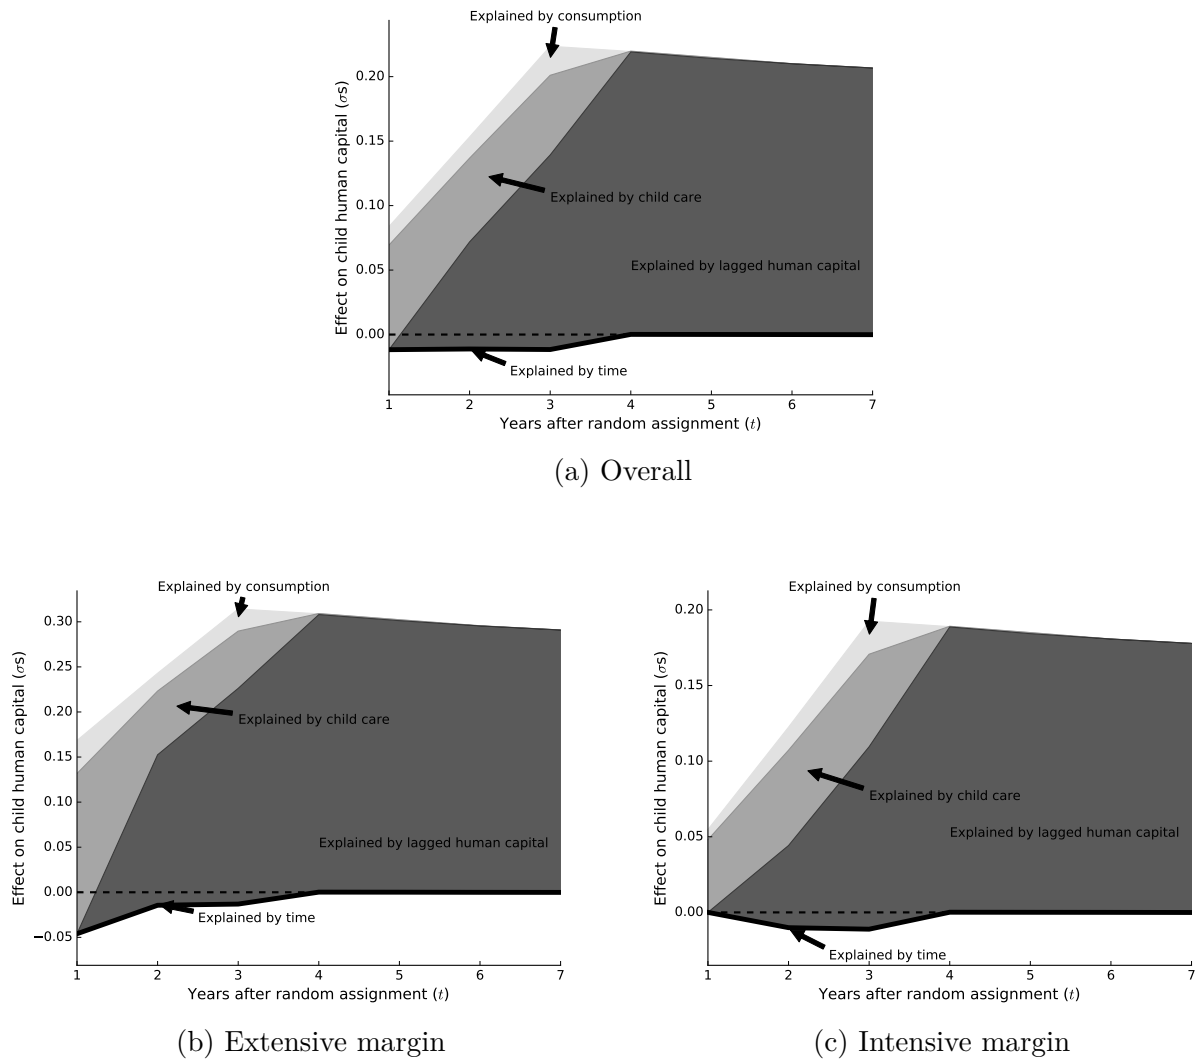 Explained by consumption
0.20
0.15
0.10
0.05
0.00
Effect on child human capital (σs)
Explained by child care
Explained by lagged human capital
Explained by time
1 2 3 4 5 6 7
Years after random assignment (t)
(a) Overall
Explained by consumption
0.30
0.25
0.20
0.15
0.10
0.05
0.00
−0.05
Effect on child human capital (σs)
Explained by child care
Explained by lagged human capital
Explained by time
1 2 3 4 5 6 7
Years after random assignment (t)
(b) Extensive margin
Explained by consumption
0.20
0.15
0.10
0.05
0.00
Effect on child human capital (σs)
Explained by child care
Explained by lagged human capital
Explained by time
1 2 3 4 5 6 7
Years after random assignment (t)
(c) Intensive margin